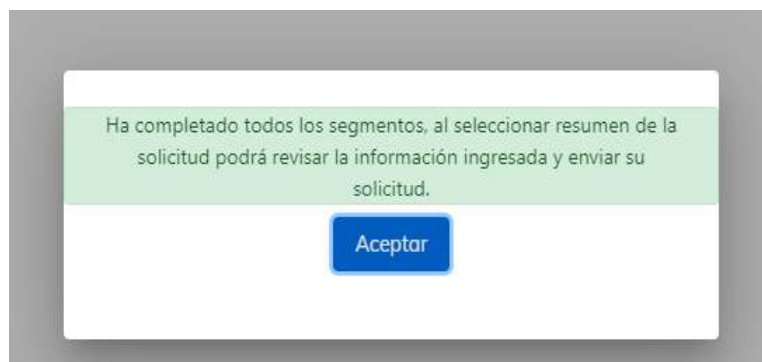 Ha completado todos los segmentos, al seleccionar resumen de la
solicitud podrá revisar la información ingresada y enviar su
solicitud.
Aceptar